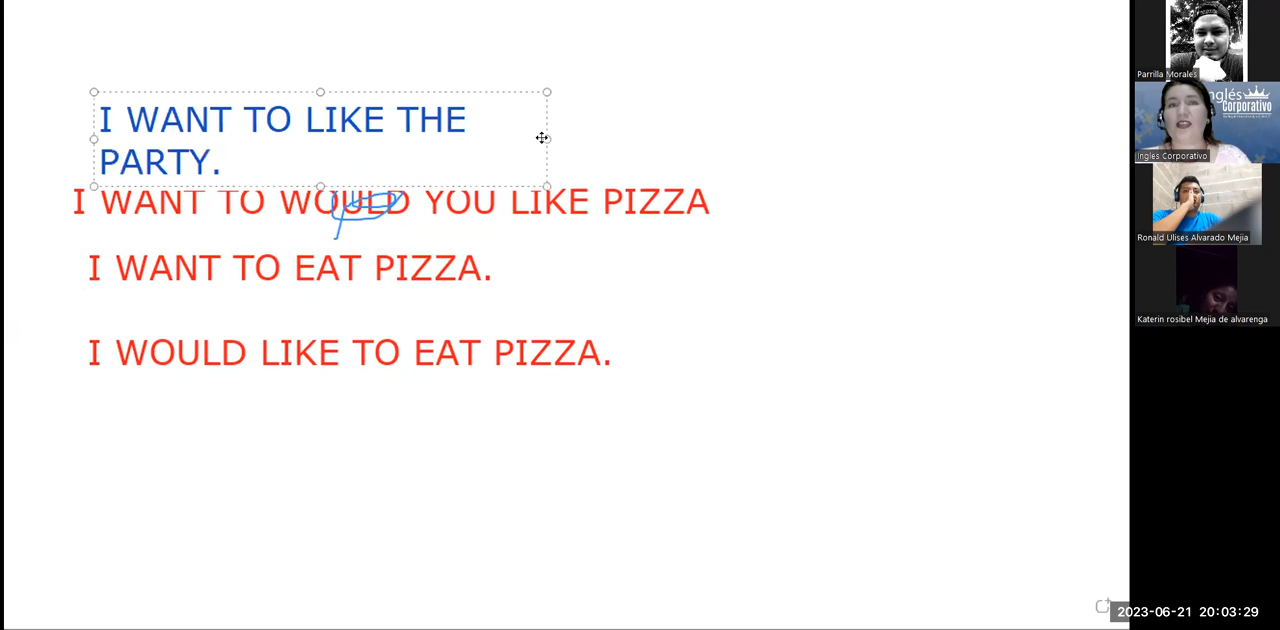 I WANT TO LIKE THE
PARTY.
I WANT TO WOULD YOU LIKE PIZZA
I WANT TO EAT PIZZA.
I WOULD LIKE TO EAT PIZZA.
Parrilla Morales
nglés
Corporativo
Ingles Corporativo
Ronald Ulises Alvarado Mejia
Katerin rosibel Mejia de alvarenga
2023-06-21 20:03:29